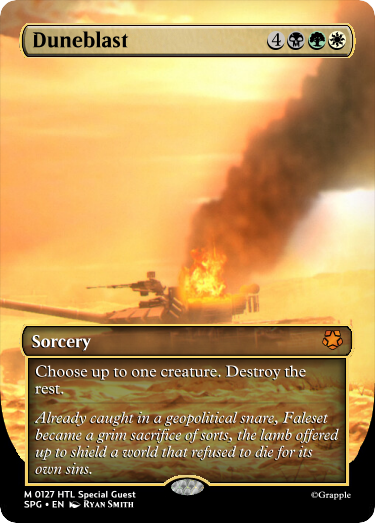 Duneblast 4
Sorcery
Choose up to one creature. Destroy the
rest.
Already caught in a geopolitical snare, Faleset
became a grim sacrifice of sorts, the lamb offered
up to shield a world that refused to die for its
own sins.
M 0127 HTL Special Guest
SPG • EN Ryan Smith
©Grapple